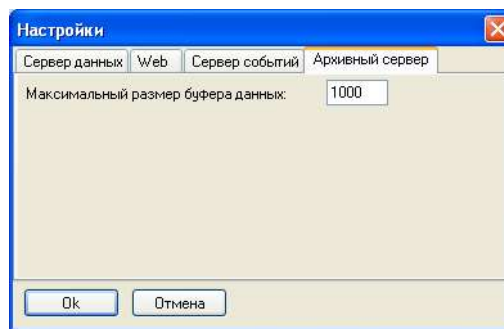 Настройки
Сервер данных Web Сервер событий Архивный сервер
Максимальный размер буфера данных: 1000
Ok Отмена